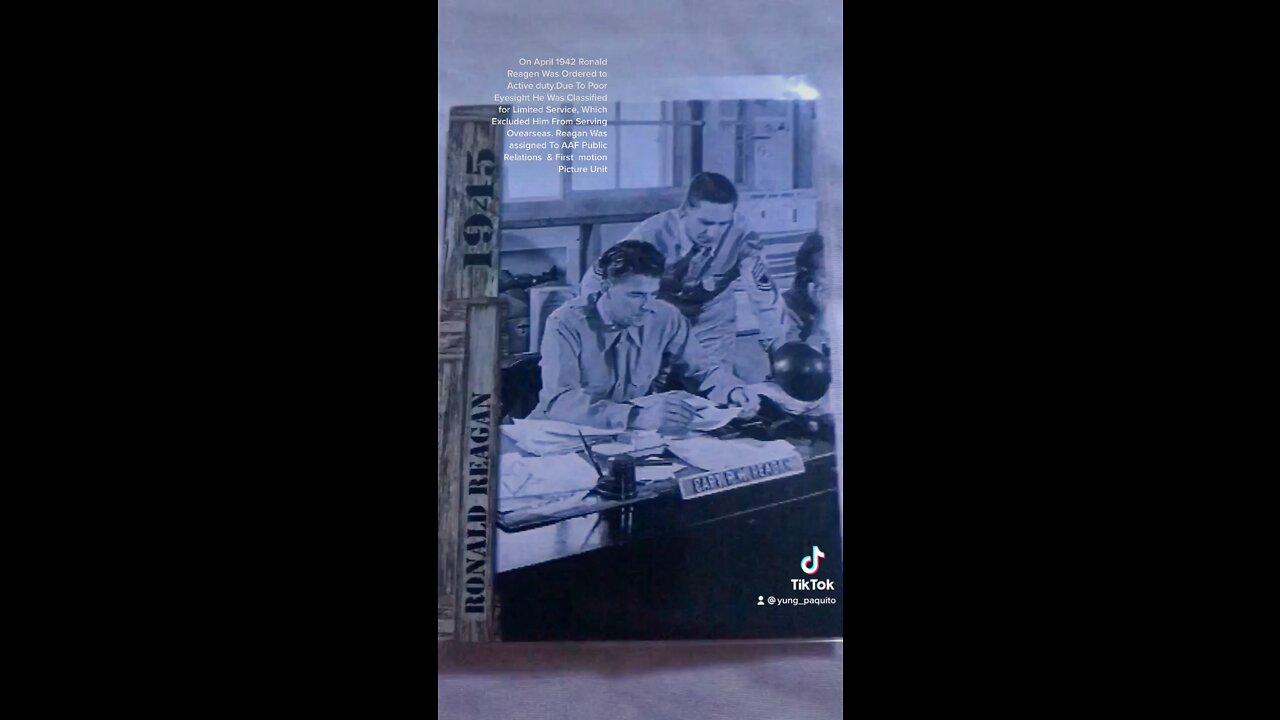 On April 1942 Ronald
Reagen Was Ordered to
Active duty.Due To Poor
Eyesight He Was Classified
for Limited Service, Which
Excluded Him From Serving
Ovearseas. Reagan Was
assigned To AAF Public
Relations & First motion
Picture Unit
1945
RONALD REAGAN
CAPT. R.W. REAGAN
TikTok
@yung_paquito